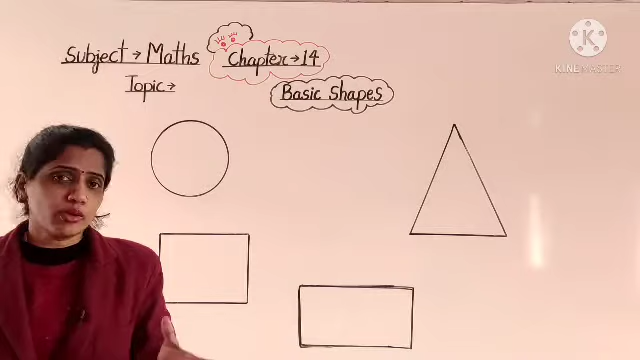 Subject → Maths
Chapter → 14
Topic →
Basic Shapes
K
KINEMASTER